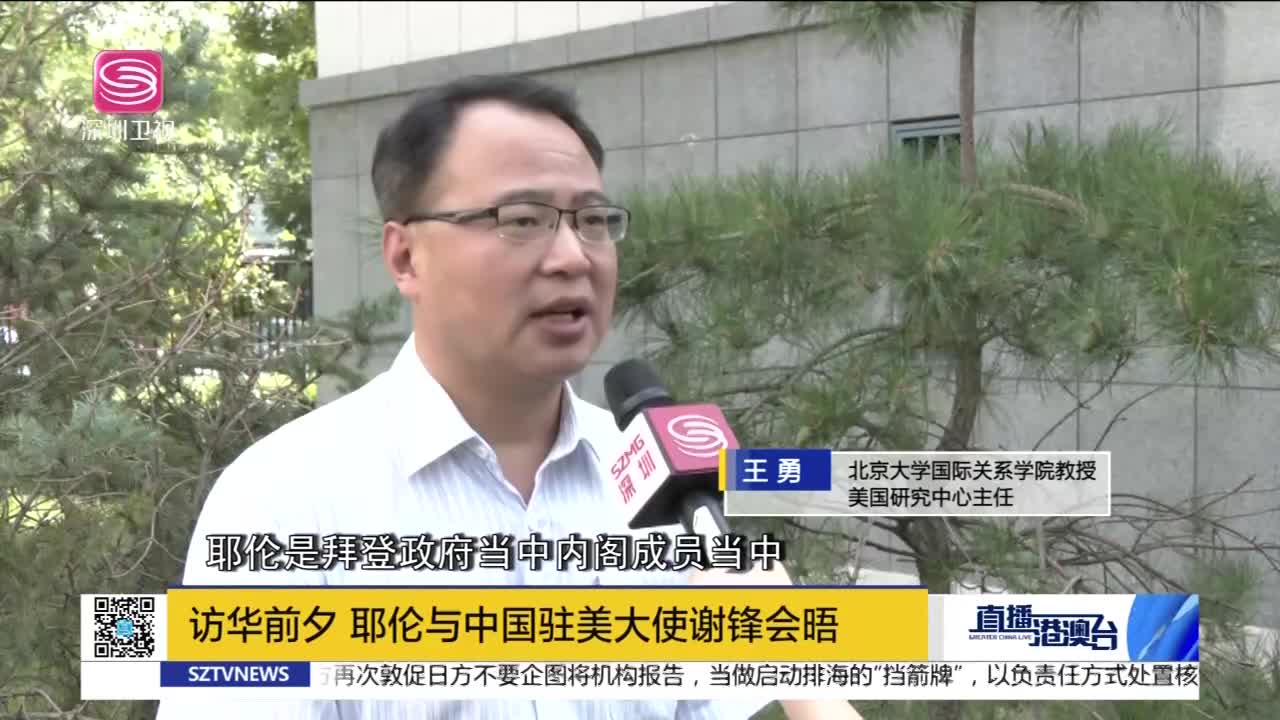 深圳卫视
SZMG
深圳
王勇
北京大学国际关系学院教授
美国研究中心主任
耶伦是拜登政府当中内阁成员当中
访华前夕 耶伦与中国驻美大使谢锋会晤
直播港澳台
GREATER CHINA LIVE
SZTVNEWS
再次敦促日方不要企图将机构报告，当做启动排海的“挡箭牌”，以负责任方式处置核